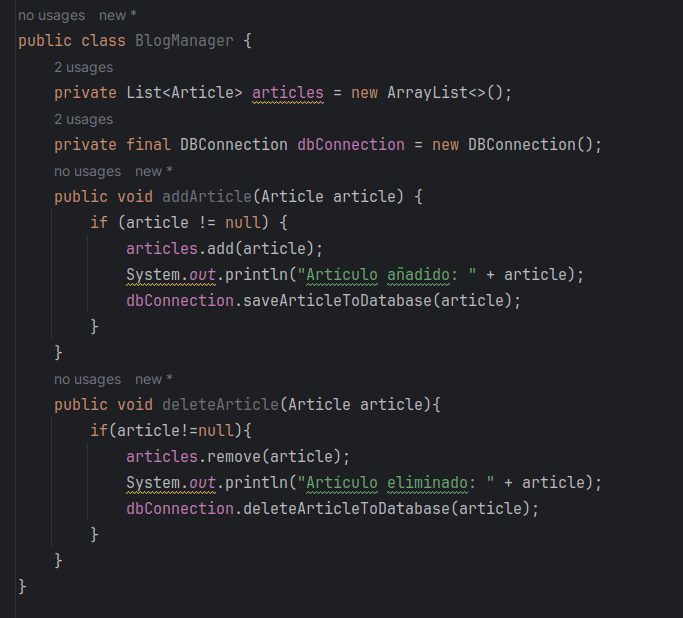 no usages   new *
public class BlogManager {
2 usages
private List<Article> articles = new ArrayList<>();
2 usages
private final DBConnection dbConnection = new DBConnection();
no usages   new *
public void addArticle(Article article) {
if (article != null) {
articles.add(article);
System.out.println("Artículo añadido: " + article);
dbConnection.saveArticleToDatabase(article);
}
}
no usages   new *
public void deleteArticle(Article article){
if(article!=null){
articles.remove(article);
System.out.println("Artículo eliminado: " + article);
dbConnection.deleteArticleToDatabase(article);
}
}
}